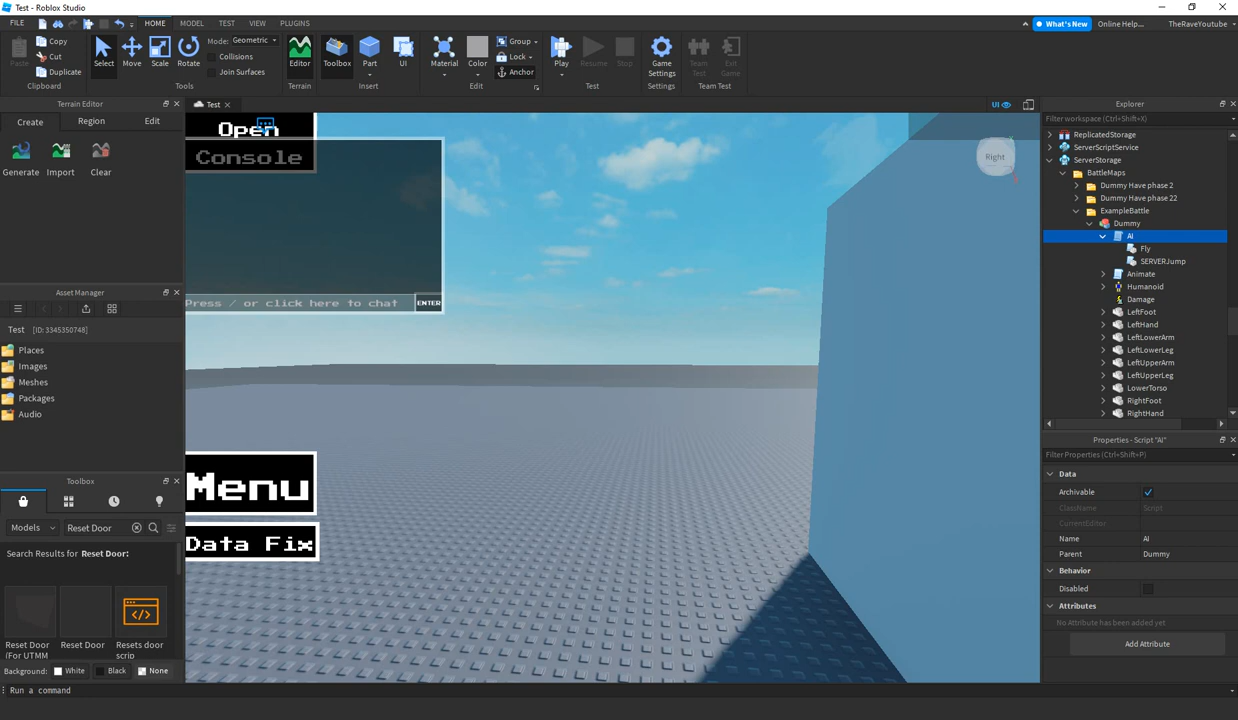 Test - Roblox Studio
FILE HOME MODEL TEST VIEW PLUGINS What's New Online Help... TheRaveYoutube
Paste Copy Cut Duplicate Clipboard
Select Move Scale Rotate Mode: Geometric Collisions Join Surfaces Tools
Editor Terrain
Toolbox Part UI Insert
Material Color Group Lock Anchor Edit
Play Resume Stop Test
Game Settings Settings
Team Test Exit Game Team Test
Terrain Editor
Create Region Edit
Generate Import Clear
Asset Manager
Test [ID: 3345350748]
Places
Images
Meshes
Packages
Audio
Toolbox
Models Reset Door
Search Results for Reset Door:
Reset Door (For UTMM
Reset Door
Resets door scrip
Background: White Black None
Run a command
Test UI
Open
Console
Press / or click here to chat ENTER
Menu
Data Fix
Right
Explorer
Filter workspace (Ctrl+Shift+X)
ReplicatedStorage
ServerScriptService
ServerStorage
BattleMaps
Dummy Have phase 2
Dummy Have phase 22
ExampleBattle
Dummy
AI
Fly
SERVERJump
Animate
Humanoid
Damage
LeftFoot
LeftHand
LeftLowerArm
LeftLowerLeg
LeftUpperArm
LeftUpperLeg
LowerTorso
RightFoot
RightHand
Properties - Script "AI"
Filter Properties (Ctrl+Shift+P)
Data
Archivable
ClassName Script
CurrentEditor
Name AI
Parent Dummy
Behavior
Disabled
Attributes
No Attribute has been added yet
Add Attribute